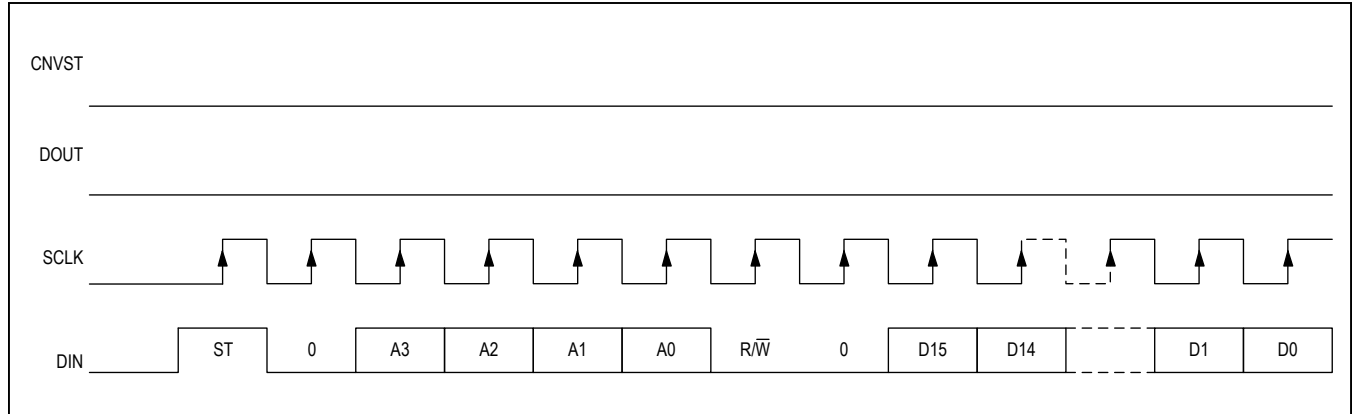 CNVST
DOUT
SCLK
DIN ST 0 A3 A2 A1 A0 R/W̅ 0 D15 D14 D1 D0